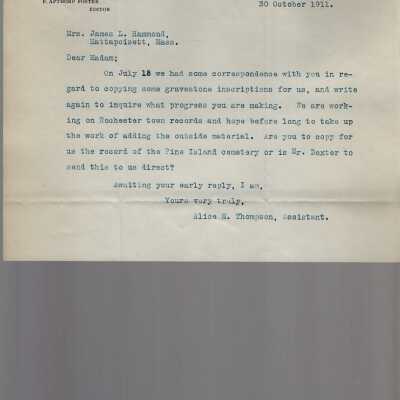 F. APTHORP FOSTER
EDITOR
30 October 1911.
Mrs. James L. Hammond,
Mattapoisett, Mass.
Dear Madam;
On July 18 we had some correspondence with you in re-
gard to copying some gravestone inscriptions for us, and write
again to inquire what progress you are making. We are work-
ing on Rochester town records and hope before long to take up
the work of adding the outside material. Are you to copy for
us the record of the Pine Island cemetery or is Mr. Dexter to
send this to us direct?
Awaiting your early reply, I am,
Yours very truly,
Alice M. Thompson, Assistant.